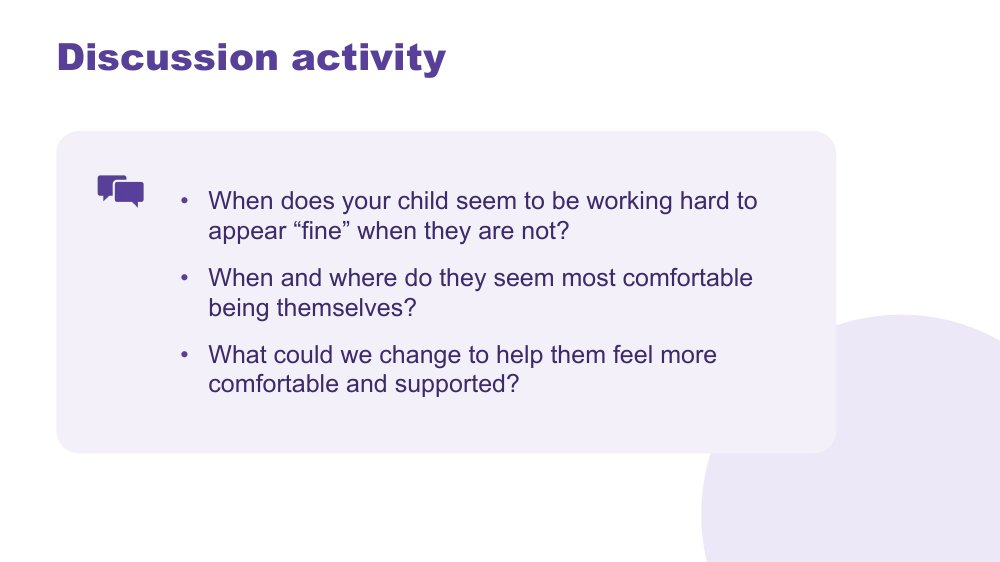 Discussion activity
• When does your child seem to be working hard to
appear “fine” when they are not?
• When and where do they seem most comfortable
being themselves?
• What could we change to help them feel more
comfortable and supported?